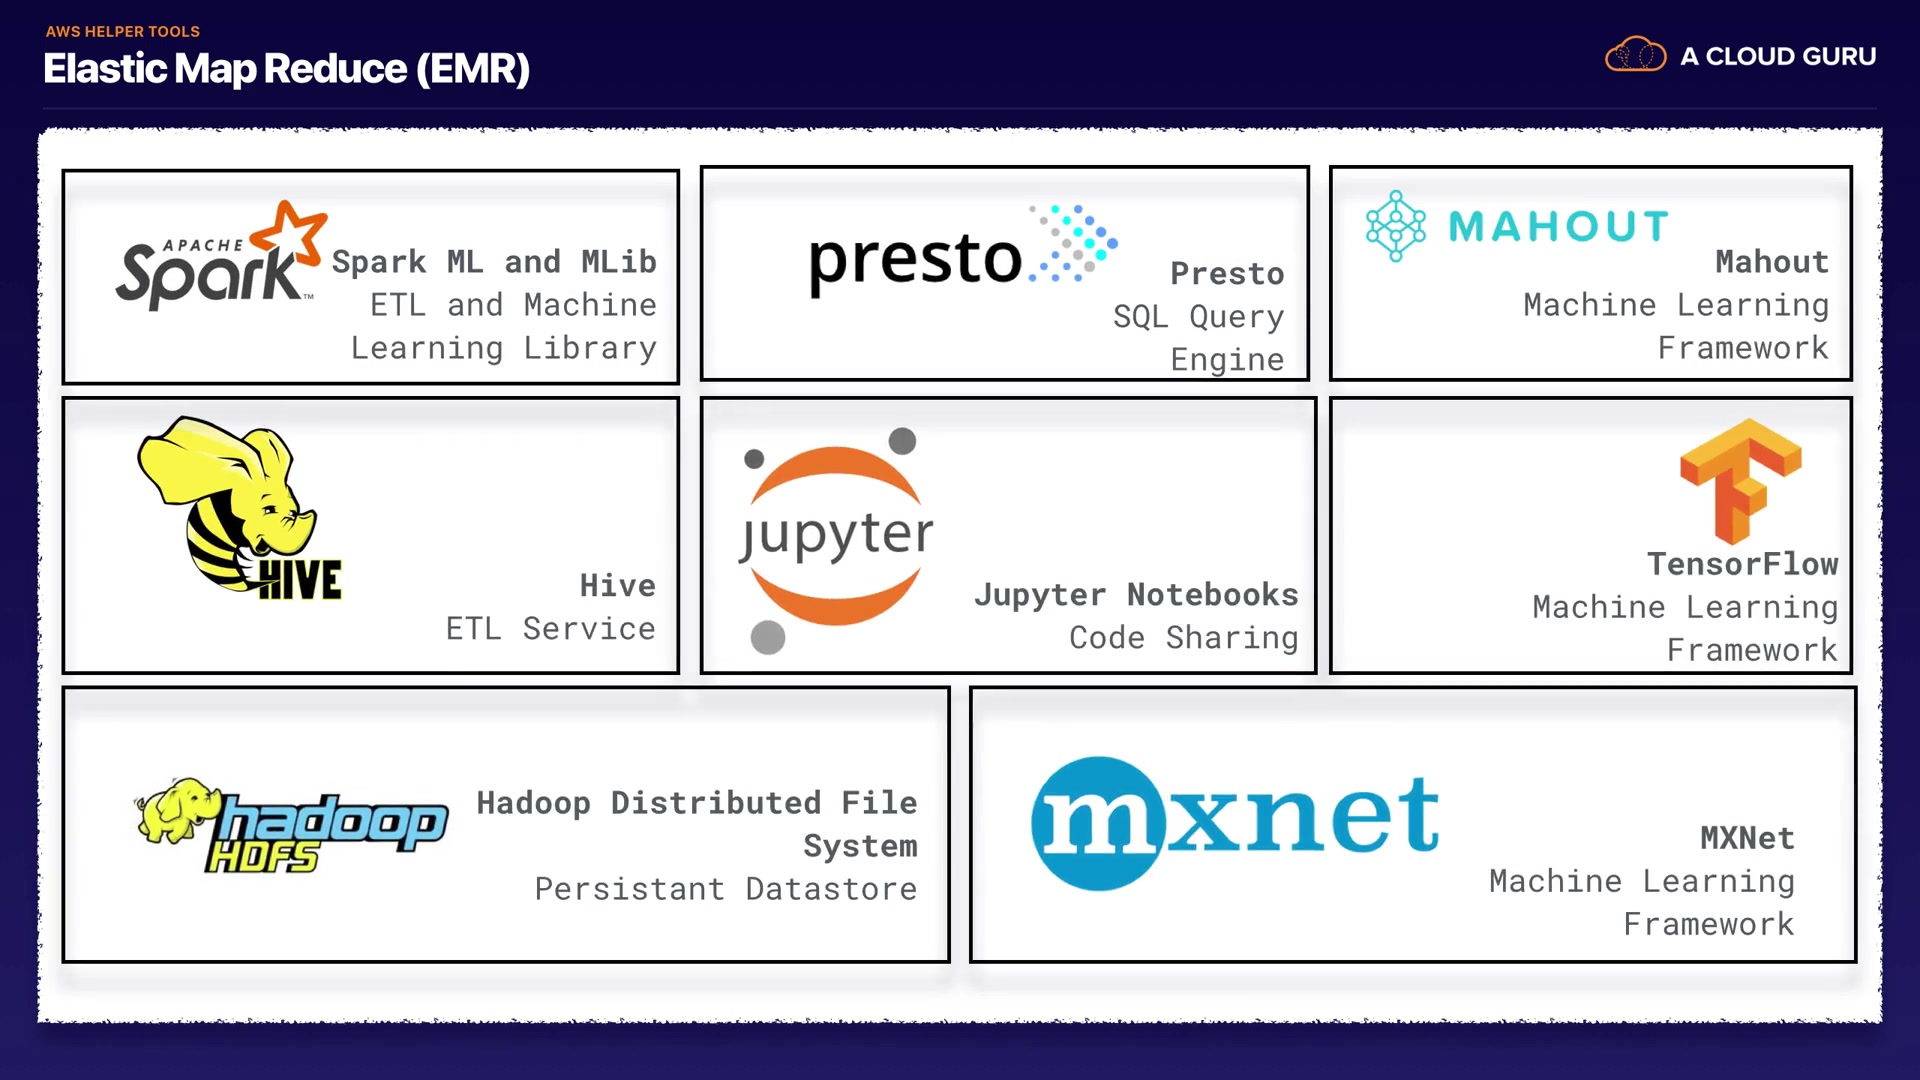 AWS HELPER TOOLS
Elastic Map Reduce (EMR)
A CLOUD GURU
APACHE
Spark™
Spark ML and MLib
ETL and Machine
Learning Library
presto
Presto
SQL Query
Engine
MAHOUT
Mahout
Machine Learning
Framework
HIVE
Hive
ETL Service
jupyter
Jupyter Notebooks
Code Sharing
TensorFlow
Machine Learning
Framework
hadoop
HDFS
Hadoop Distributed File
System
Persistant Datastore
mxnet
MXNet
Machine Learning
Framework